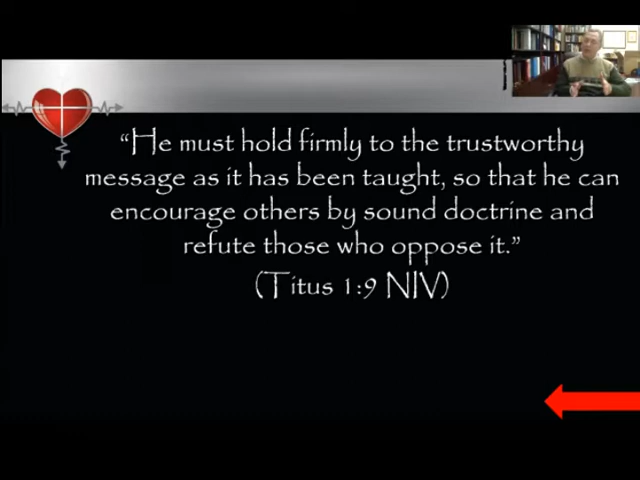 “He must hold firmly to the trustworthy
message as it has been taught, so that he can
encourage others by sound doctrine and
refute those who oppose it.”
(Titus 1:9 NIV)